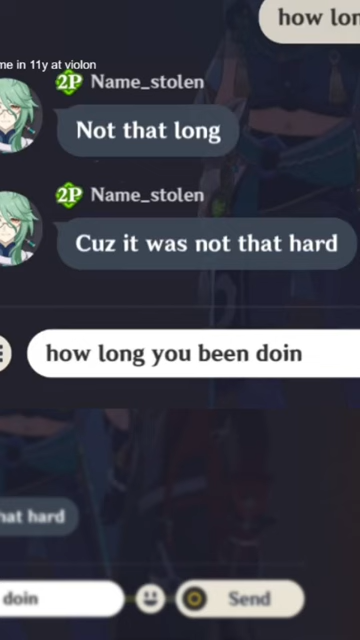 how lon
me in 11y at violon
2P Name_stolen
Not that long
2P Name_stolen
Cuz it was not that hard
how long you been doin
hat hard
doin
Send